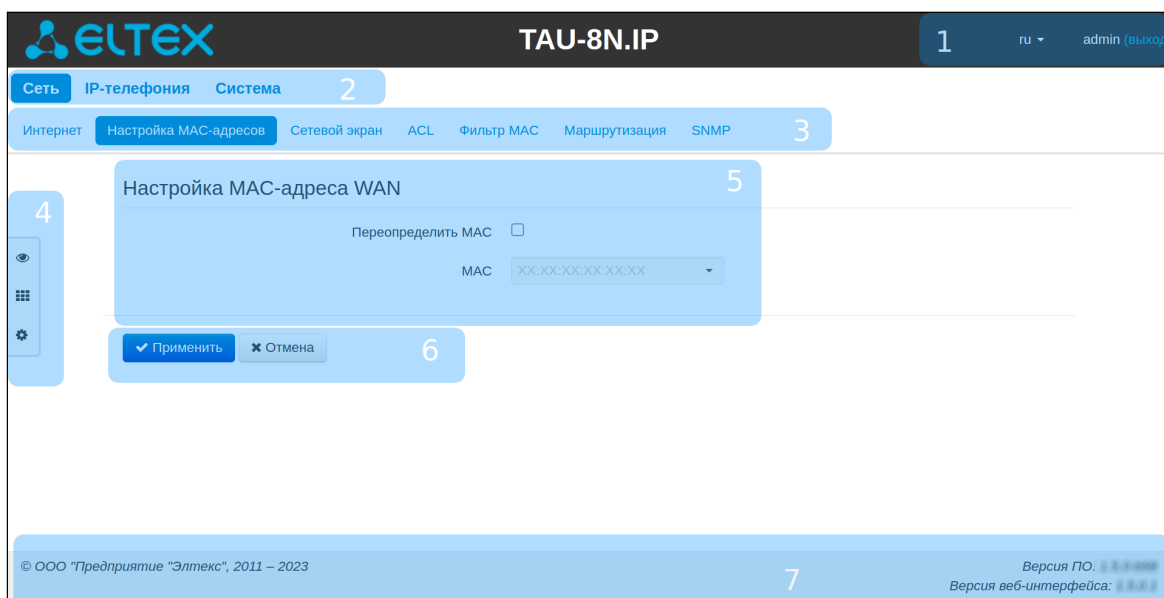 ELTEX
TAU-8N.IP
1
ru
admin (выход
Сеть IP-телефония Система 2
Интернет Настройка MAC-адресов Сетевой экран ACL Фильтр MAC Маршрутизация SNMP 3
4
Настройка MAC-адреса WAN 5
Переопределить MAC
MAC XX:XX:XX:XX:XX:XX
Применить Отмена 6
© ООО "Предприятие "Элтекс", 2011 – 2023
Версия ПО:
Версия веб-интерфейса:
7